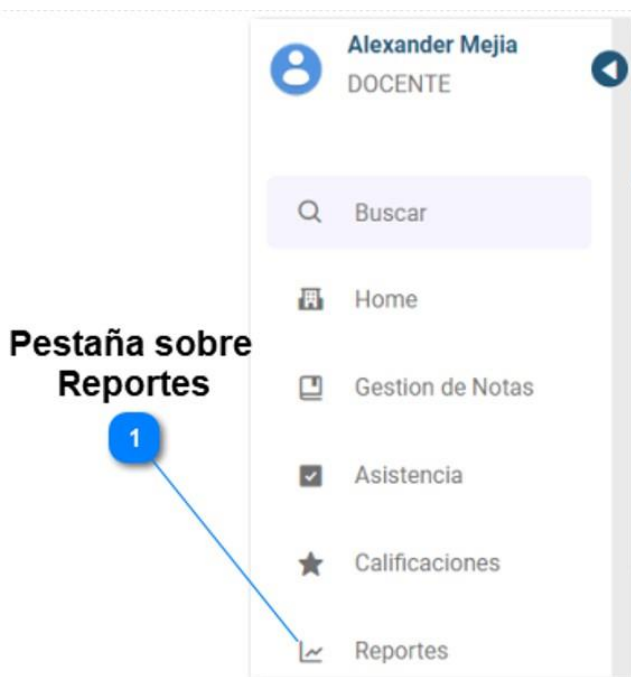 Alexander Mejia
DOCENTE
Buscar
Home
Pestaña sobre
Reportes
1
Gestion de Notas
Asistencia
Calificaciones
Reportes